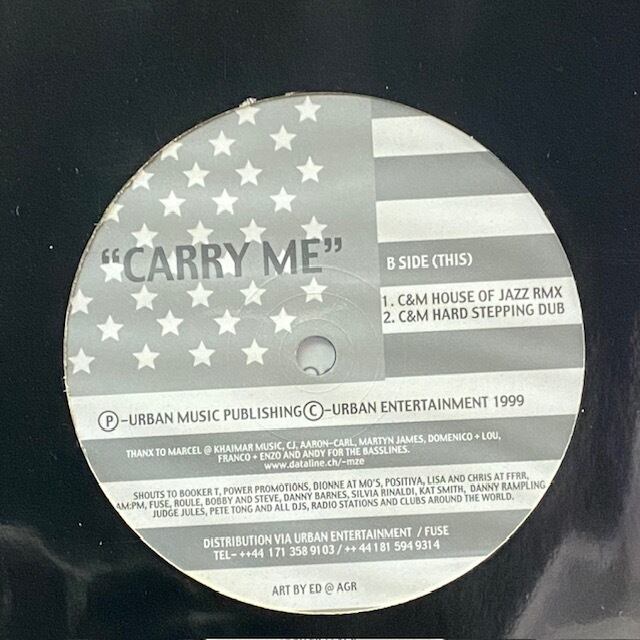 "CARRY ME"
B SIDE (THIS)
1. C&M HOUSE OF JAZZ RMX
2. C&M HARD STEPPING DUB
Ⓟ-URBAN MUSIC PUBLISHING Ⓒ-URBAN ENTERTAINMENT 1999
THANX TO MARCEL @ KHAIMAR MUSIC, CJ, AARON-CARL, MARTYN JAMES, DOMENICO + LOU,
FRANCO + ENZO AND ANDY FOR THE BASSLINES.
www.dataline.ch/-mze
SHOUTS TO BOOKER T, POWER PROMOTIONS, DIONNE AT MO'S, POSITIVA, LISA AND CHRIS AT FFRR,
AM:PM, FUSE, ROULE, BOBBY AND STEVE, DANNY BARNES, SILVIA RINALDI, KAT SMITH, DANNY RAMPLING
JUDGE JULES, PETE TONG AND ALL DJS, RADIO STATIONS AND CLUBS AROUND THE WORLD.
DISTRIBUTION VIA URBAN ENTERTAINMENT / FUSE
TEL- ++44 171 358 9103 / ++ 44 181 594 9314
ART BY ED @ AGR